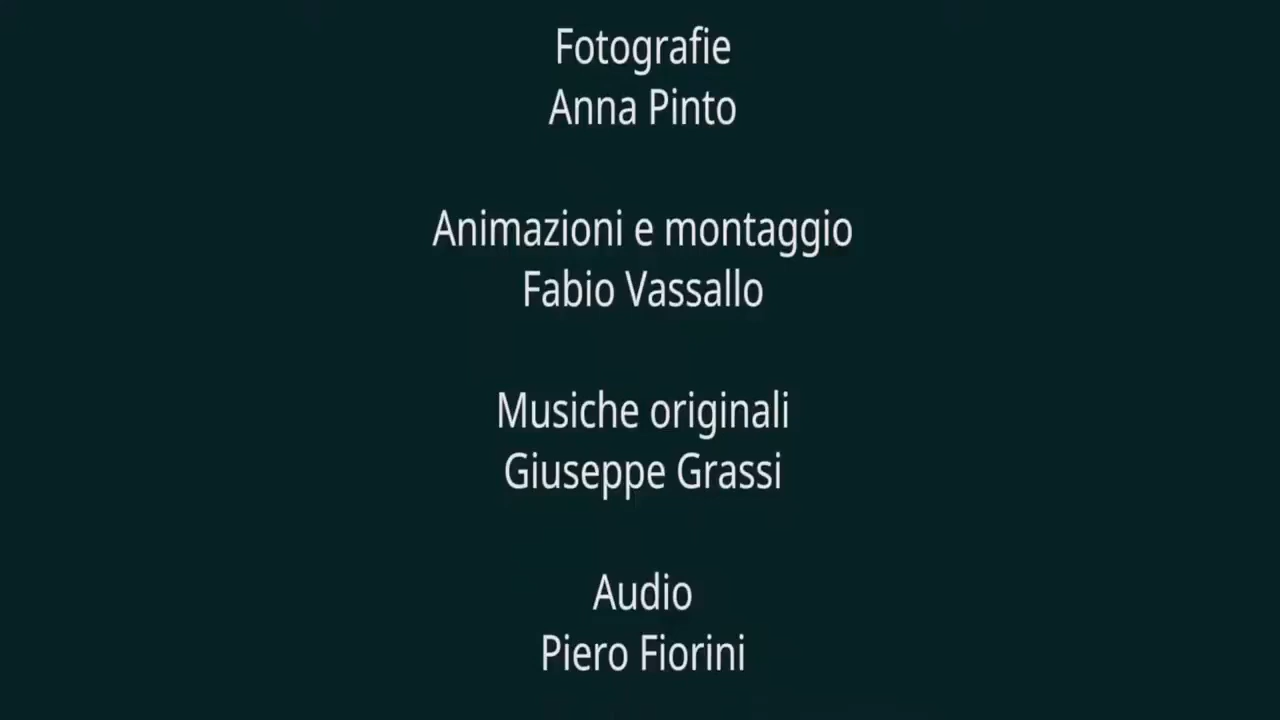 Fotografie
Anna Pinto
Animazioni e montaggio
Fabio Vassallo
Musiche originali
Giuseppe Grassi
Audio
Piero Fiorini